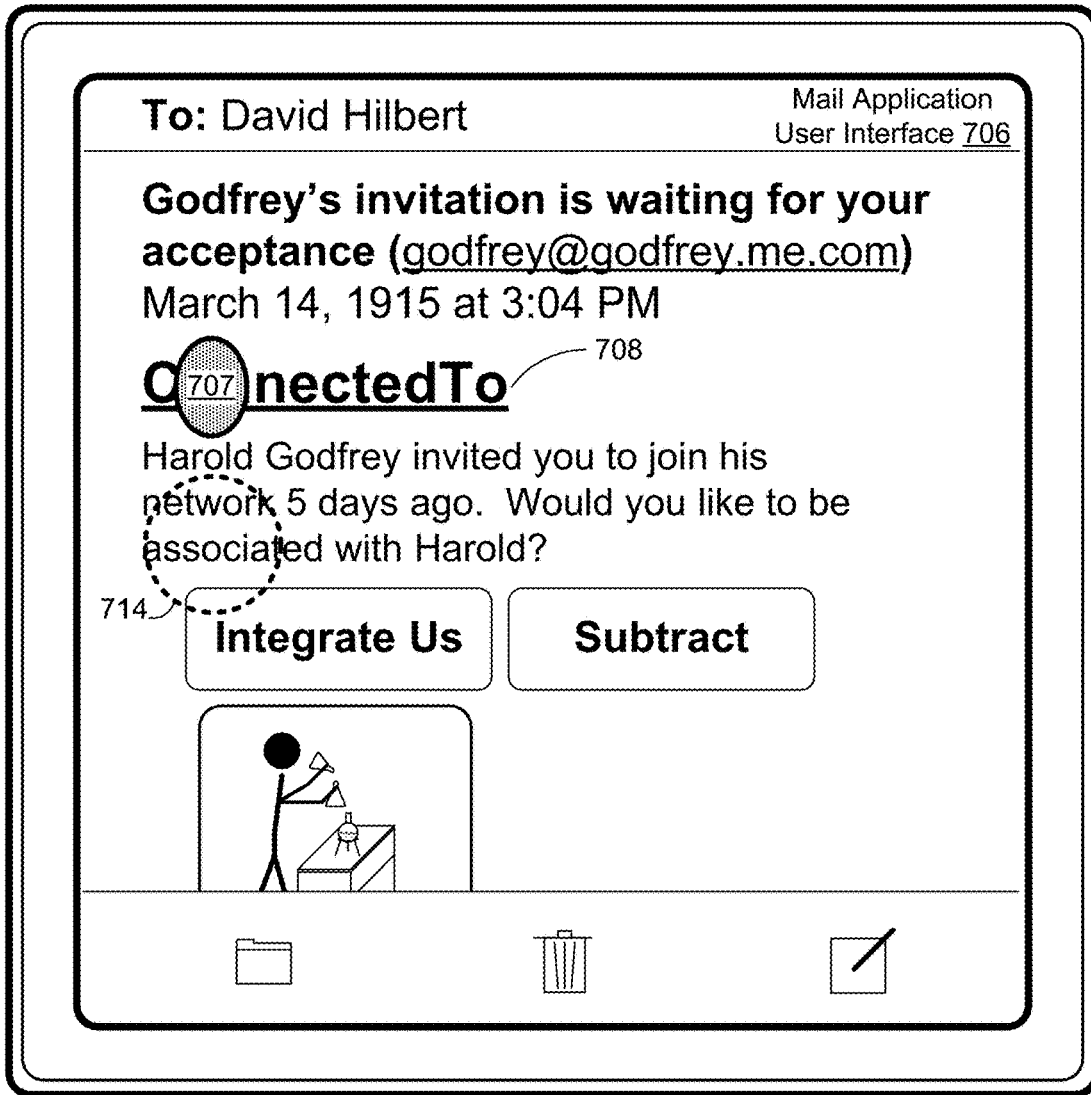 To: David Hilbert
Mail Application
User Interface 706
Godfrey's invitation is waiting for your
acceptance (godfrey@godfrey.me.com)
March 14, 1915 at 3:04 PM
708
C 707 nectedTo
Harold Godfrey invited you to join his
network 5 days ago. Would you like to be
associated with Harold?
714
Integrate Us
Subtract